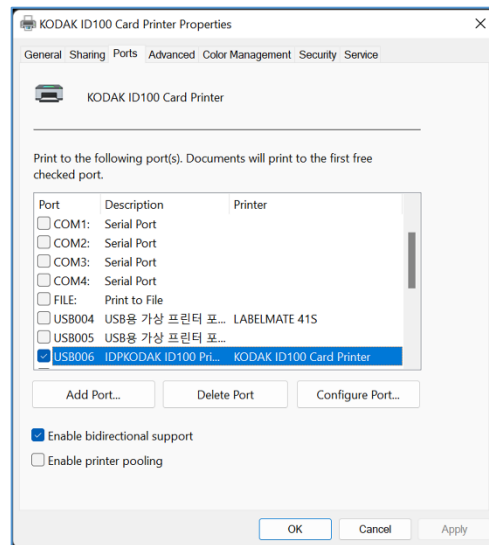 KODAK ID100 Card Printer Properties
General Sharing Ports Advanced Color Management Security Service
KODAK ID100 Card Printer
Print to the following port(s). Documents will print to the first free
checked port.
Port Description Printer
COM1: Serial Port
COM2: Serial Port
COM3: Serial Port
COM4: Serial Port
FILE: Print to File
USB004 USB용 가상 프린터 포... LABELMATE 41S
USB005 USB용 가상 프린터 포...
USB006 IDPKODAK ID100 Pri... KODAK ID100 Card Printer
Add Port... Delete Port Configure Port...
Enable bidirectional support
Enable printer pooling
OK Cancel Apply